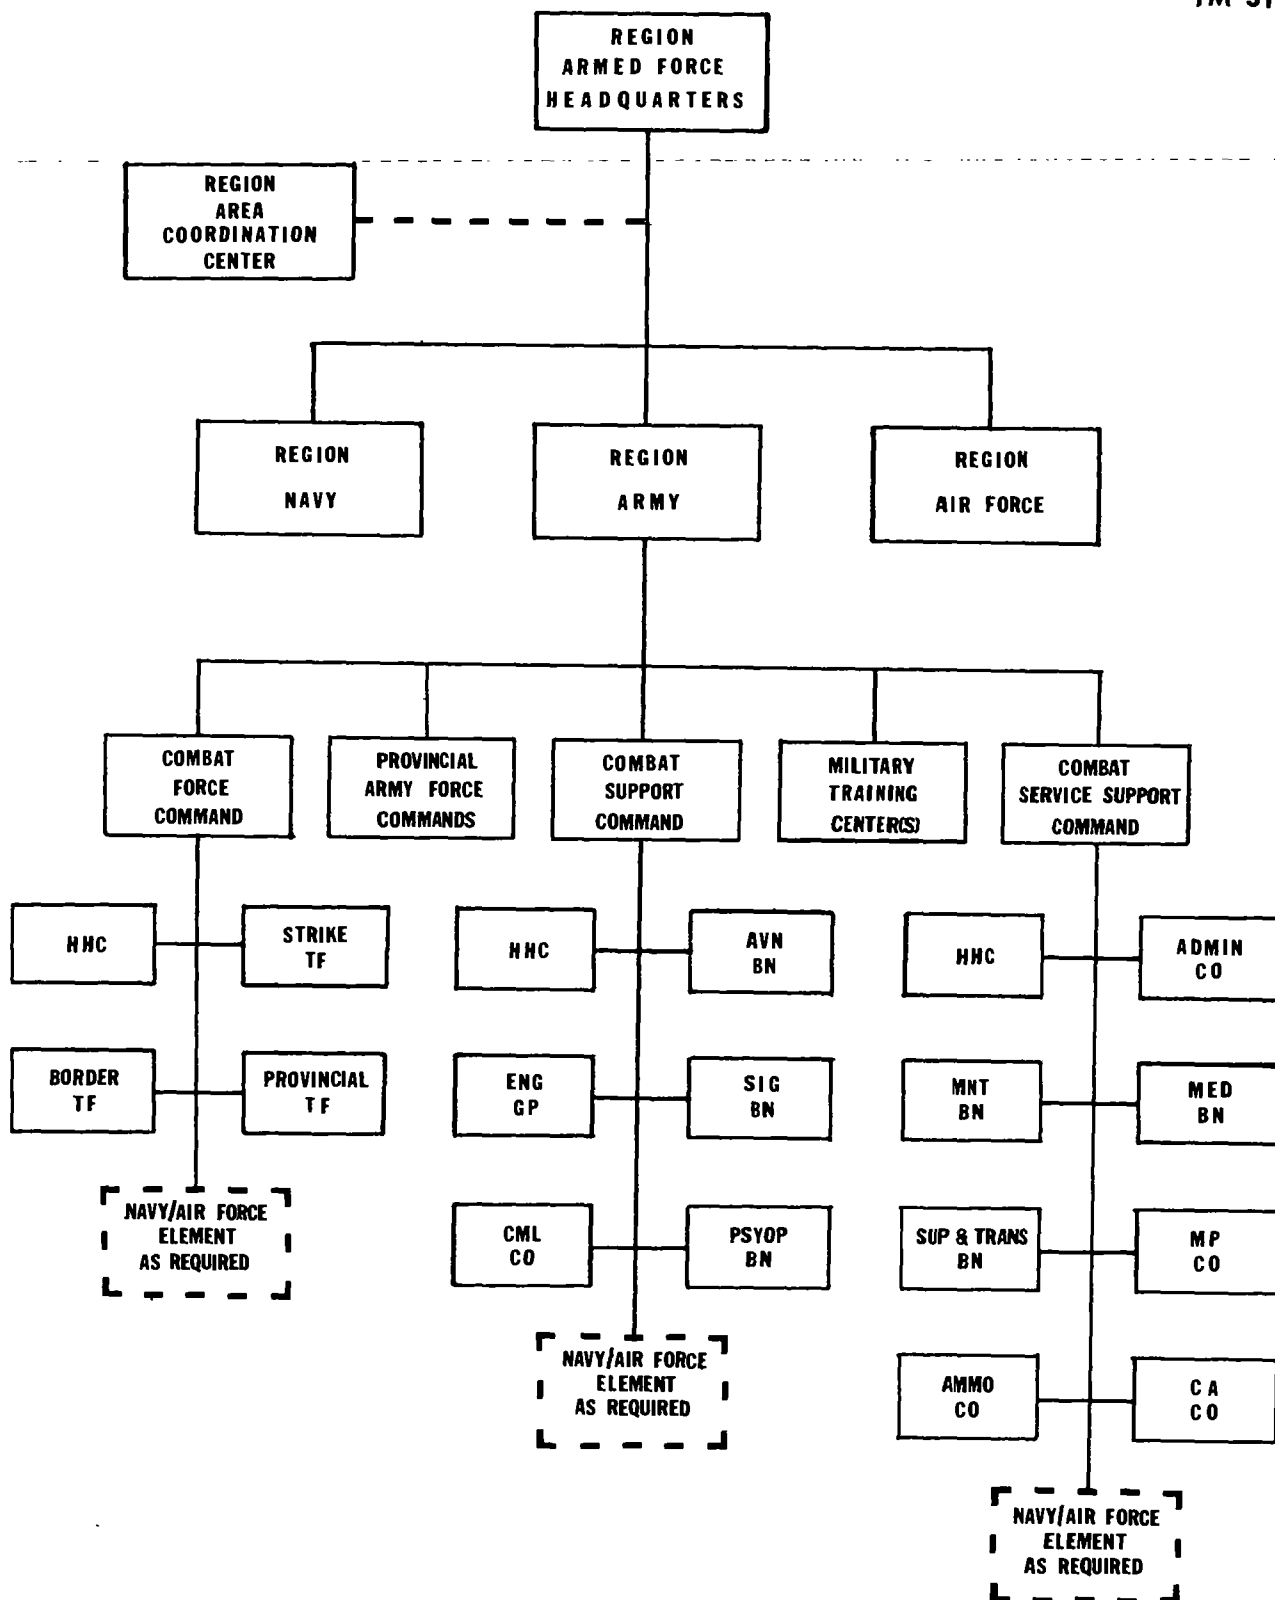 REGION
ARMED FORCE
HEADQUARTERS
REGION
AREA
COORDINATION
CENTER
REGION
NAVY
REGION
ARMY
REGION
AIR FORCE
COMBAT
FORCE
COMMAND
PROVINCIAL
ARMY FORCE
COMMANDS
COMBAT
SUPPORT
COMMAND
MILITARY
TRAINING
CENTER(S)
COMBAT
SERVICE SUPPORT
COMMAND
HHC
STRIKE
TF
BORDER
TF
PROVINCIAL
TF
NAVY/AIR FORCE
ELEMENT
AS REQUIRED
HHC
AVN
BN
ENG
GP
SIG
BN
CML
CO
PSYOP
BN
NAVY/AIR FORCE
ELEMENT
AS REQUIRED
HHC
ADMIN
CO
MNT
BN
MED
BN
SUP & TRANS
BN
MP
CO
AMMO
CO
CA
CO
NAVY/AIR FORCE
ELEMENT
AS REQUIRED